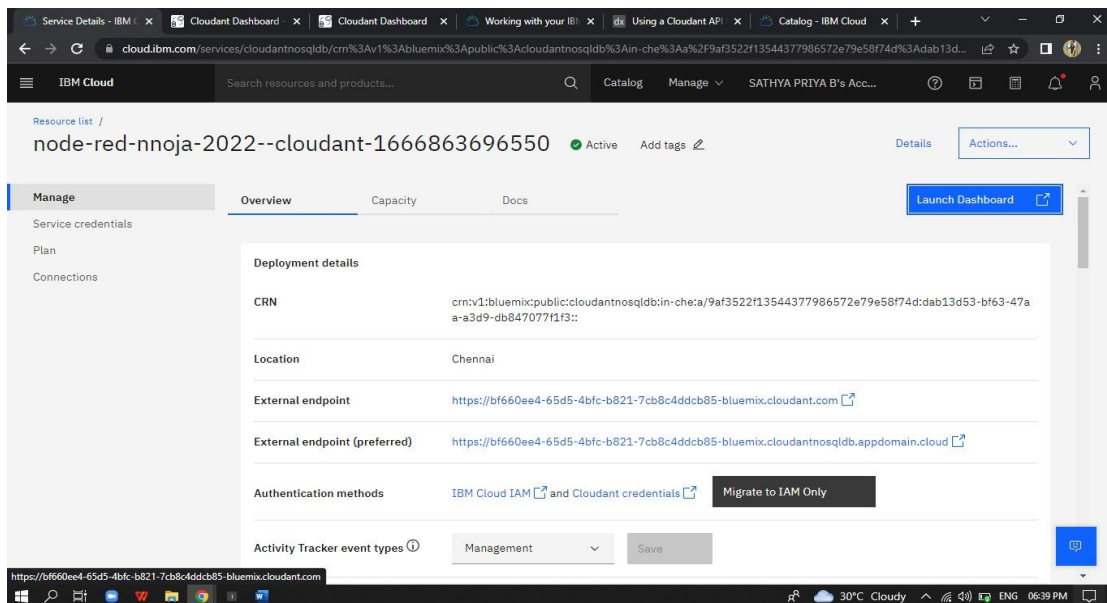 Service Details - IBM C
Cloudant Dashboard -
Cloudant Dashboard
Working with your IBM
Using a Cloudant API
Catalog - IBM Cloud
cloud.ibm.com/services/cloudantnosqldb/crn%3Av1%3Abluemix%3Apublic%3Acloudantnosqldb%3Ain-che%3Aa%2F9af3522f13544377986572e79e58f74d%3Adab13d...
IBM Cloud
Search resources and products...
Catalog
Manage
SATHYA PRIYA B's Acc...
Resource list /
node-red-nnoja-2022--cloudant-1666863696550
Active
Add tags
Details
Actions...
Manage
Service credentials
Plan
Connections
Overview
Capacity
Docs
Launch Dashboard
Deployment details
CRN
crn:v1:bluemix:public:cloudantnosqldb:in-che:a/9af3522f13544377986572e79e58f74d:dab13d53-bf63-47a
a-a3d9-db847077f1f3::
Location
Chennai
External endpoint
https://bf660ee4-65d5-4bfc-b821-7cb8c4ddcb85-bluemix.cloudant.com
External endpoint (preferred)
https://bf660ee4-65d5-4bfc-b821-7cb8c4ddcb85-bluemix.cloudantnosqldb.appdomain.cloud
Authentication methods
IBM Cloud IAM and Cloudant credentials
Migrate to IAM Only
Activity Tracker event types
Management
Save
https://bf660ee4-65d5-4bfc-b821-7cb8c4ddcb85-bluemix.cloudant.com
30°C Cloudy
ENG
06:39 PM